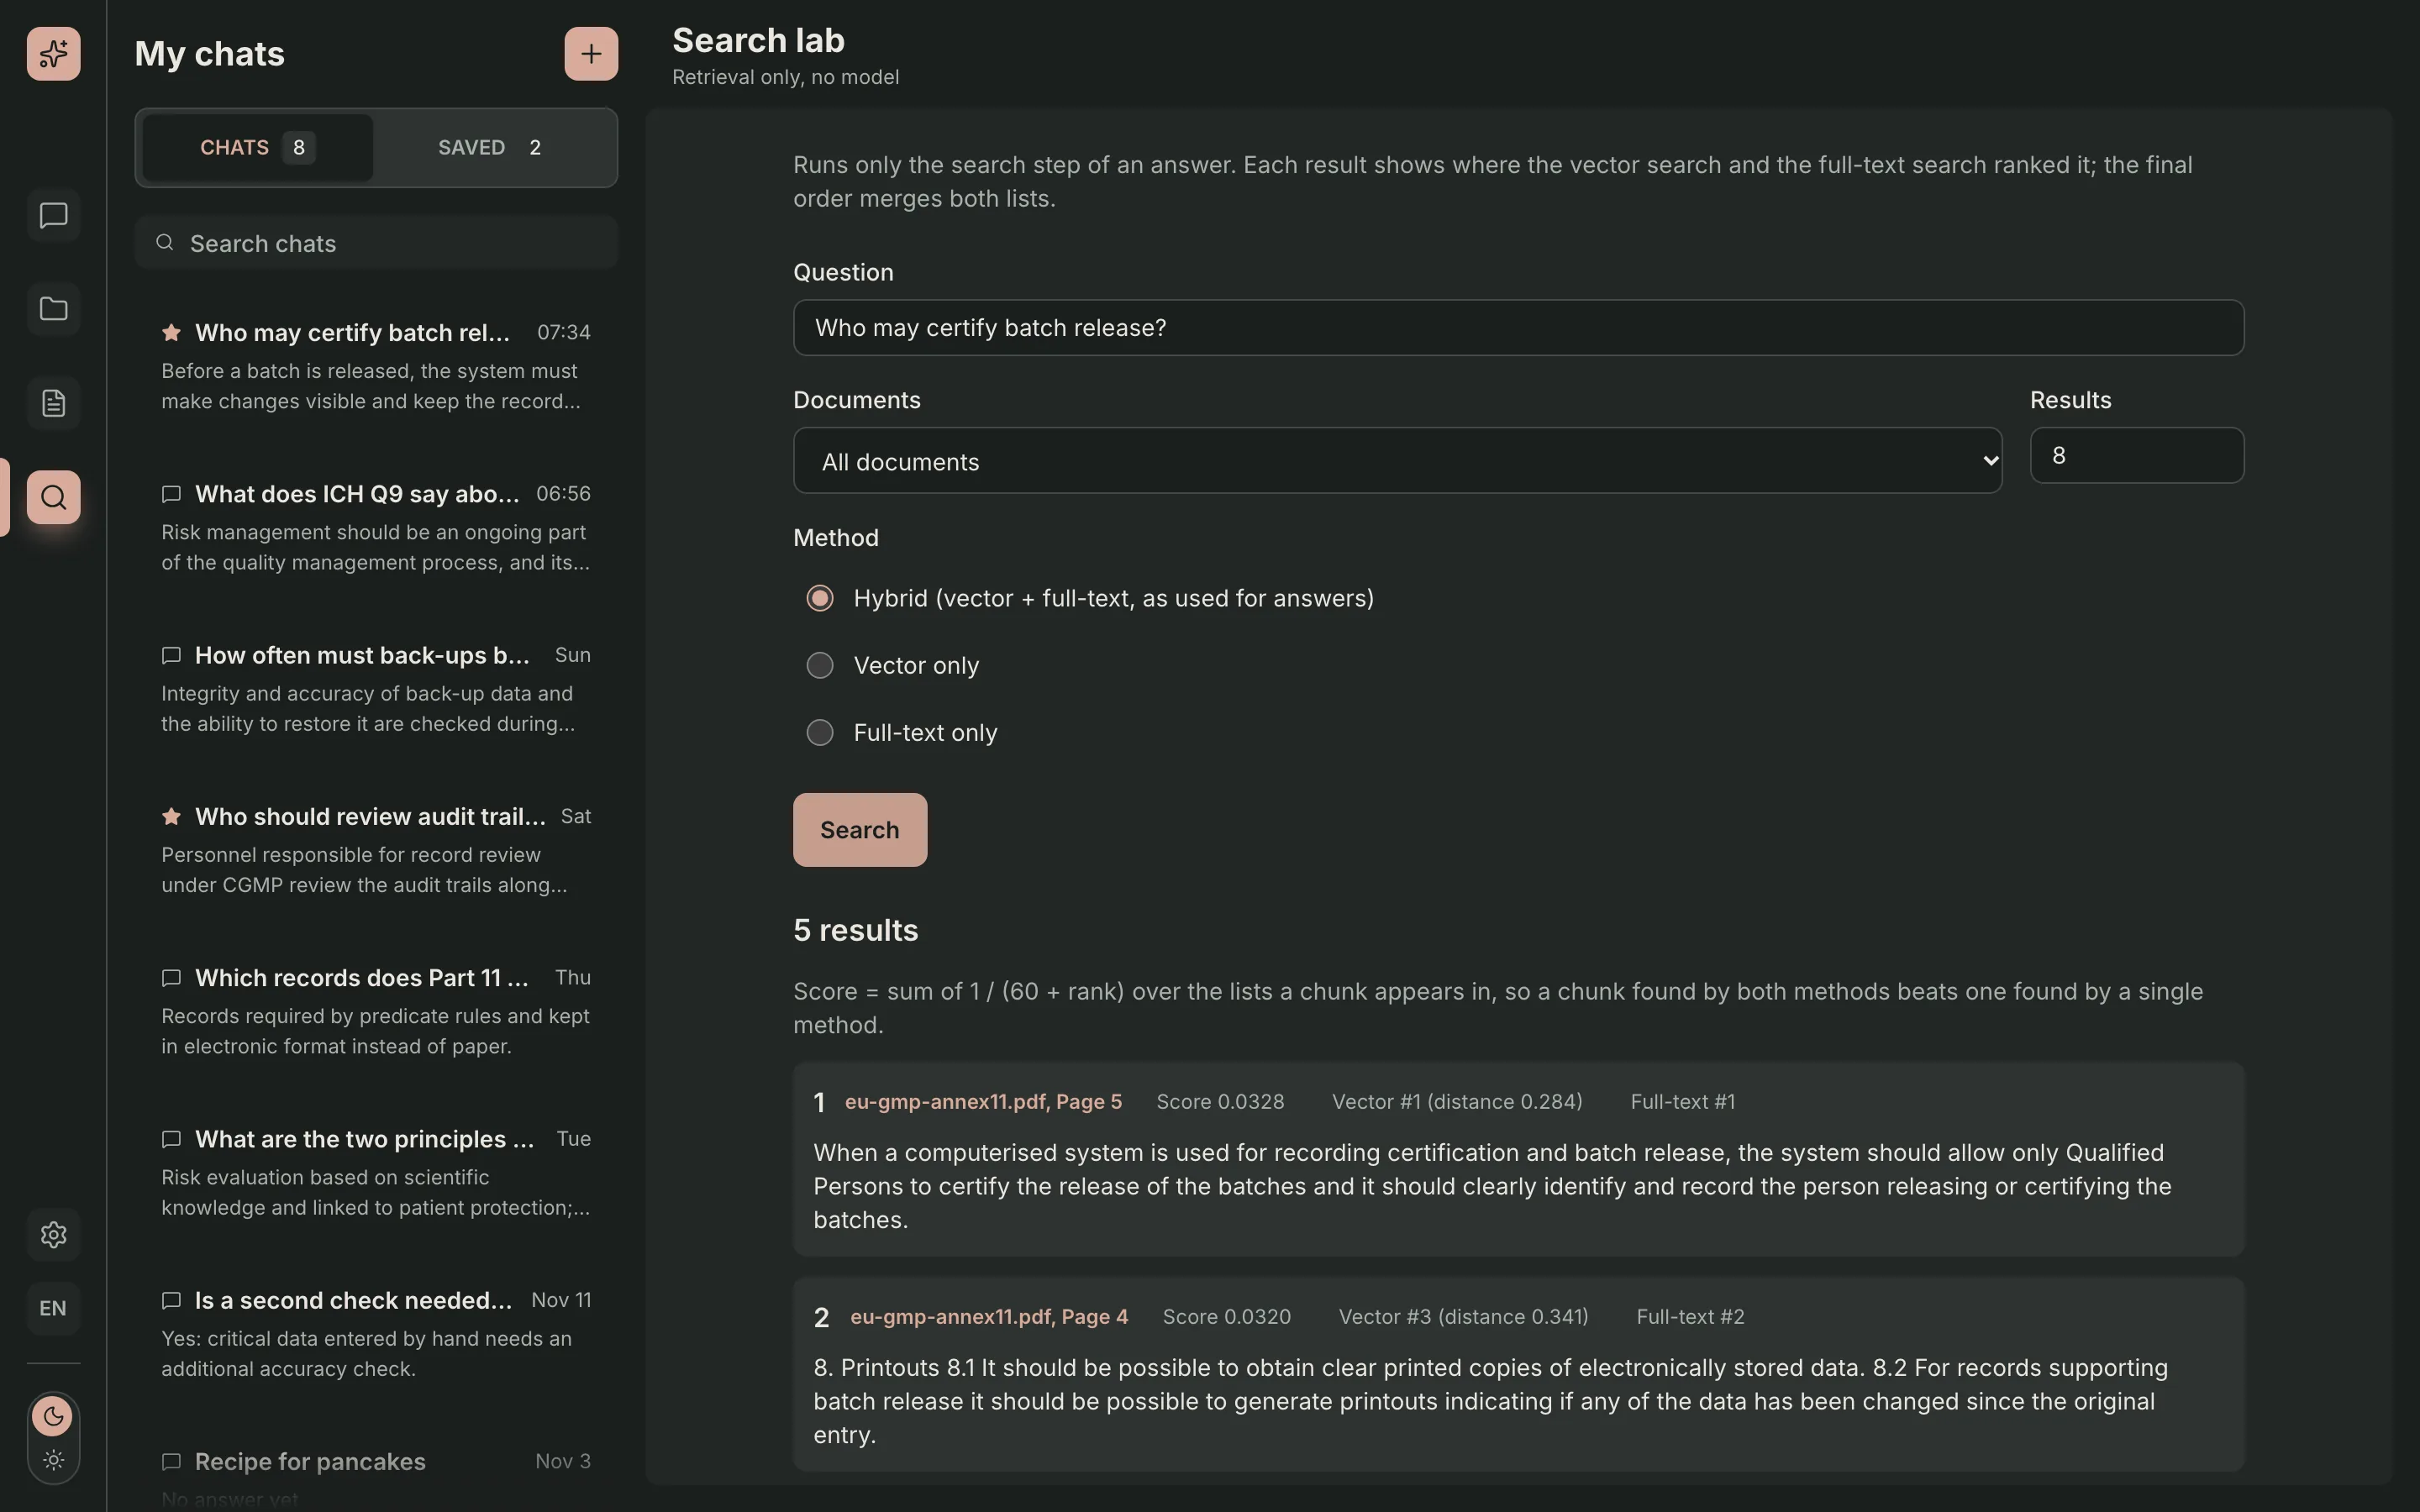 My chats
CHATS 8
SAVED 2
Search chats
Who may certify batch rel... 07:34
Before a batch is released, the system must
make changes visible and keep the record...
What does ICH Q9 say abo... 06:56
Risk management should be an ongoing part
of the quality management process, and its...
How often must back-ups b... Sun
Integrity and accuracy of back-up data and
the ability to restore it are checked during...
Who should review audit trail... Sat
Personnel responsible for record review
under CGMP review the audit trails along...
Which records does Part 11 ... Thu
Records required by predicate rules and kept
in electronic format instead of paper.
What are the two principles ... Tue
Risk evaluation based on scientific
knowledge and linked to patient protection;...
Is a second check needed... Nov 11
Yes: critical data entered by hand needs an
additional accuracy check.
Recipe for pancakes Nov 3
No answer yet
EN
Search lab
Retrieval only, no model
Runs only the search step of an answer. Each result shows where the vector search and the full-text search ranked it; the final
order merges both lists.
Question
Who may certify batch release?
Documents
All documents
Results
8
Method
Hybrid (vector + full-text, as used for answers)
Vector only
Full-text only
Search
5 results
Score = sum of 1 / (60 + rank) over the lists a chunk appears in, so a chunk found by both methods beats one found by a single
method.
1 eu-gmp-annex11.pdf, Page 5 Score 0.0328 Vector #1 (distance 0.284) Full-text #1
When a computerised system is used for recording certification and batch release, the system should allow only Qualified
Persons to certify the release of the batches and it should clearly identify and record the person releasing or certifying the
batches.
2 eu-gmp-annex11.pdf, Page 4 Score 0.0320 Vector #3 (distance 0.341) Full-text #2
8. Printouts 8.1 It should be possible to obtain clear printed copies of electronically stored data. 8.2 For records supporting
batch release it should be possible to generate printouts indicating if any of the data has been changed since the original
entry.